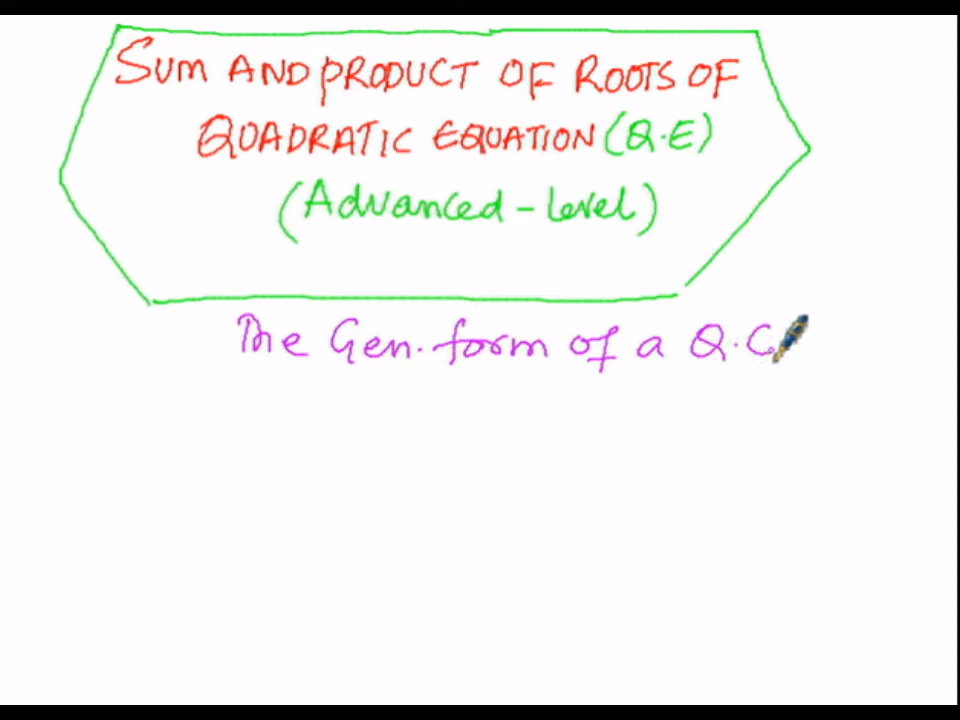 SUM AND PRODUCT OF ROOTS OF
QUADRATIC EQUATION (Q.E)
(Advanced-Level)
The Gen. form of a Q.C